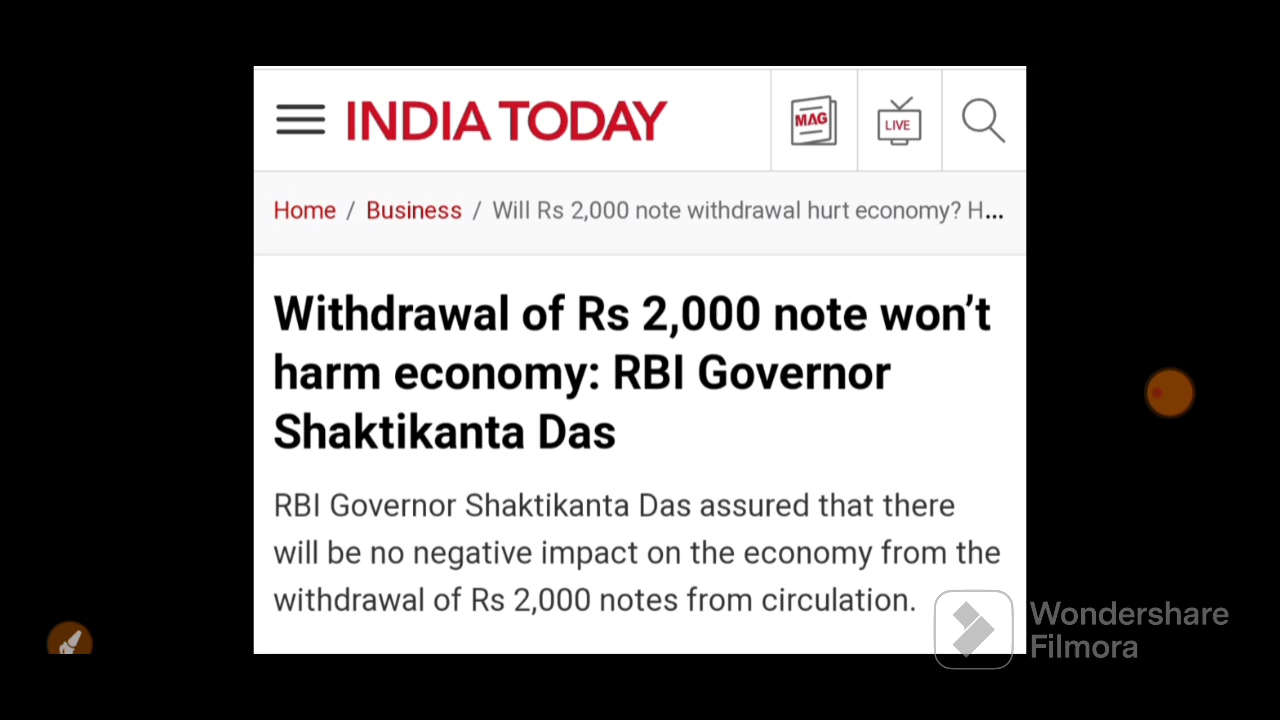 INDIA TODAY
MAG
LIVE
Home / Business / Will Rs 2,000 note withdrawal hurt economy? H...
Withdrawal of Rs 2,000 note won’t
harm economy: RBI Governor
Shaktikanta Das
RBI Governor Shaktikanta Das assured that there
will be no negative impact on the economy from the
withdrawal of Rs 2,000 notes from circulation.
Wondershare
Filmora